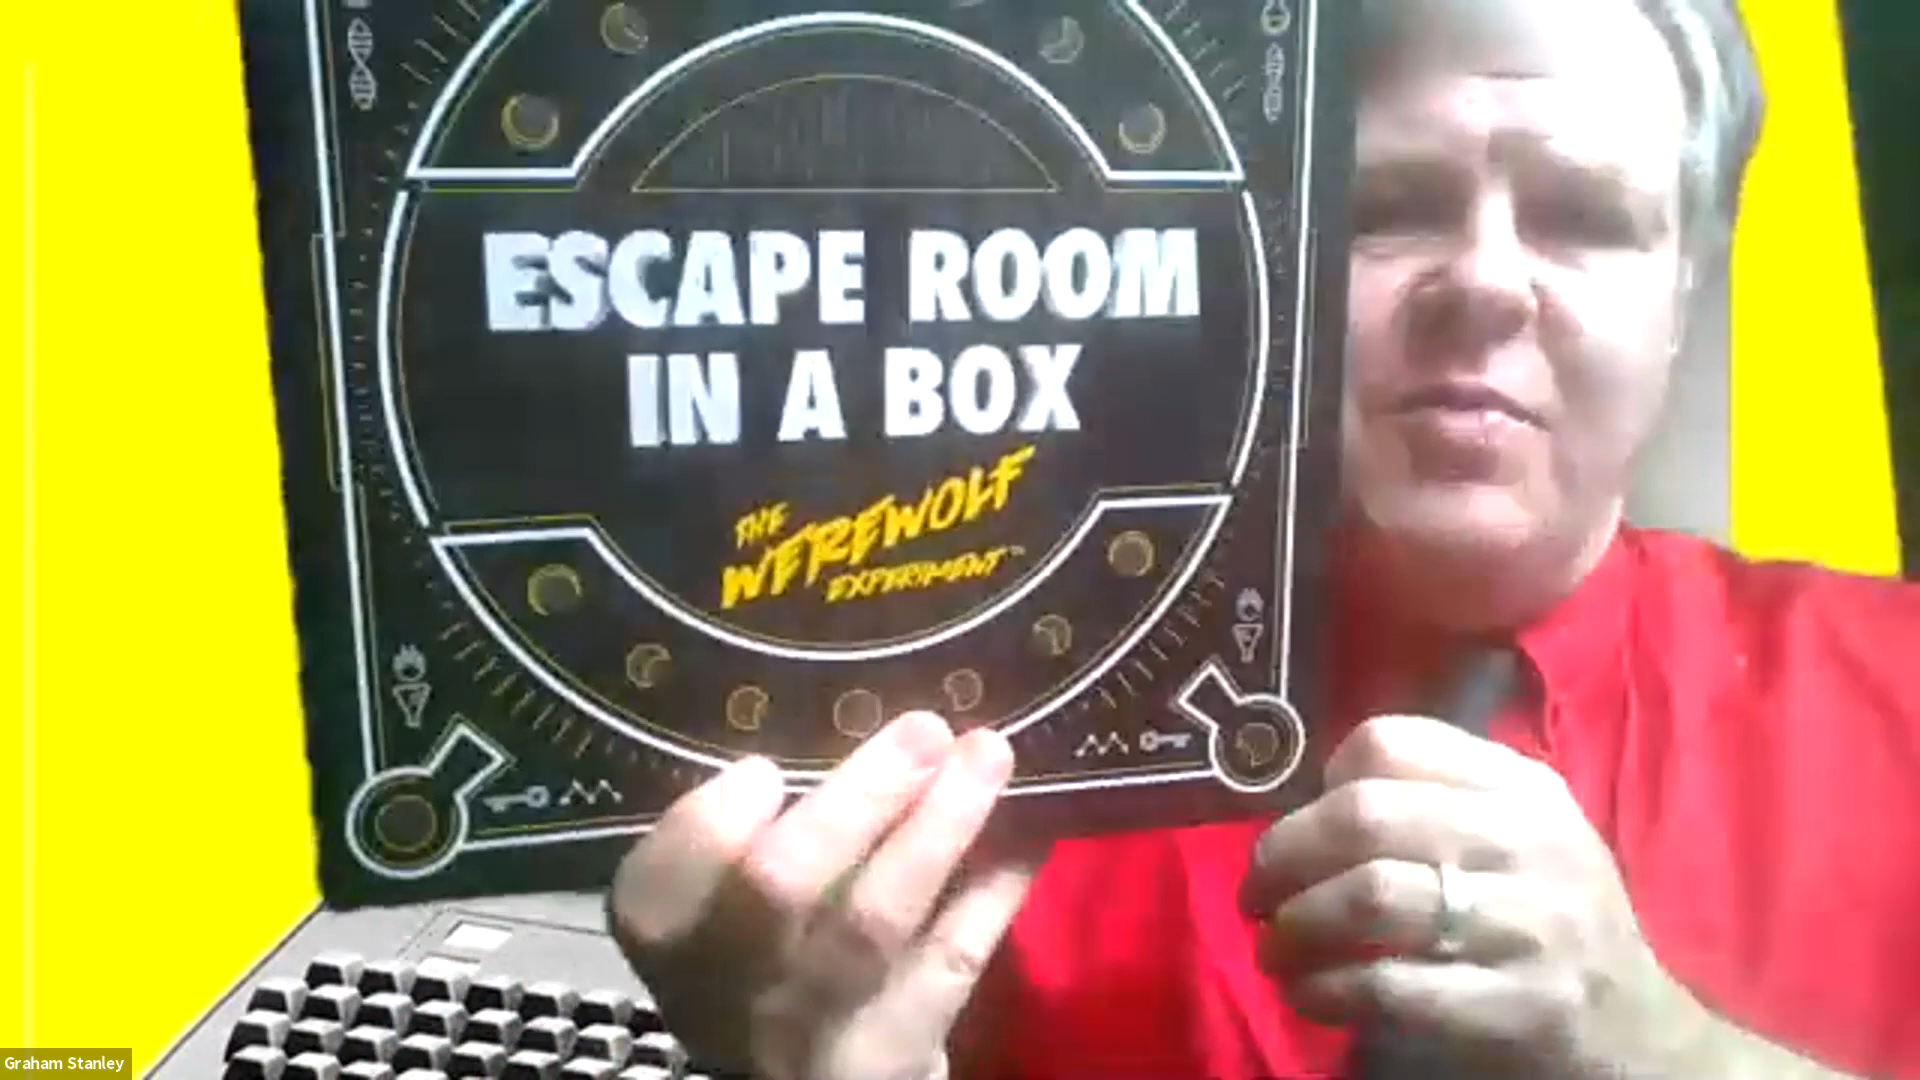 ESCAPE ROOM
IN A BOX
THE
WEREWOLF
EXPERIMENT™
Graham Stanley